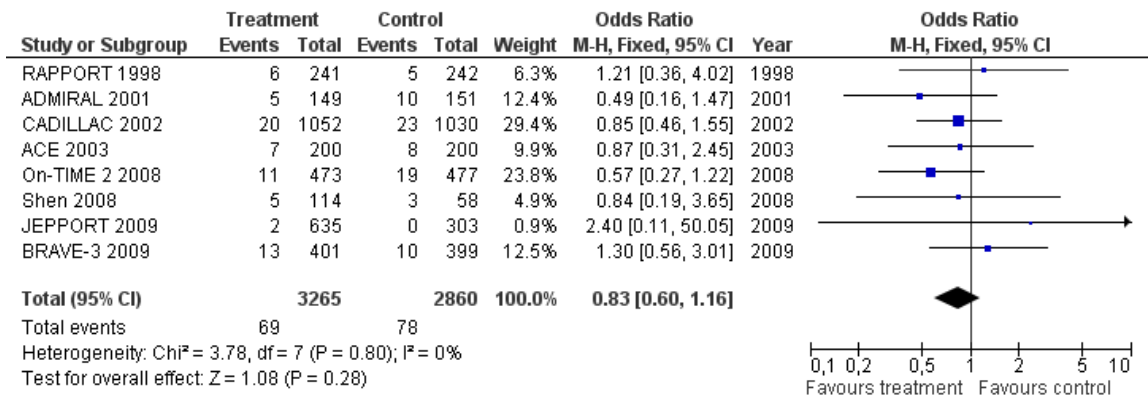 Treatment Control Odds Ratio Odds Ratio
Study or Subgroup Events Total Events Total Weight M-H, Fixed, 95% CI Year M-H, Fixed, 95% CI
RAPPORT 1998 6 241 5 242 6.3% 1.21 [0.36, 4.02] 1998
ADMIRAL 2001 5 149 10 151 12.4% 0.49 [0.16, 1.47] 2001
CADILLAC 2002 20 1052 23 1030 29.4% 0.85 [0.46, 1.55] 2002
ACE 2003 7 200 8 200 9.9% 0.87 [0.31, 2.45] 2003
On-TIME 2 2008 11 473 19 477 23.8% 0.57 [0.27, 1.22] 2008
Shen 2008 5 114 3 58 4.9% 0.84 [0.19, 3.65] 2008
JEPPORT 2009 2 635 0 303 0.9% 2.40 [0.11, 50.05] 2009
BRAVE-3 2009 13 401 10 399 12.5% 1.30 [0.56, 3.01] 2009
Total (95% CI) 3265 2860 100.0% 0.83 [0.60, 1.16]
Total events 69 78
Heterogeneity: Chi² = 3.78, df = 7 (P = 0.80); I² = 0%
Test for overall effect: Z = 1.08 (P = 0.28)
0,1 0,2 0,5 1 2 5 10
Favours treatment Favours control